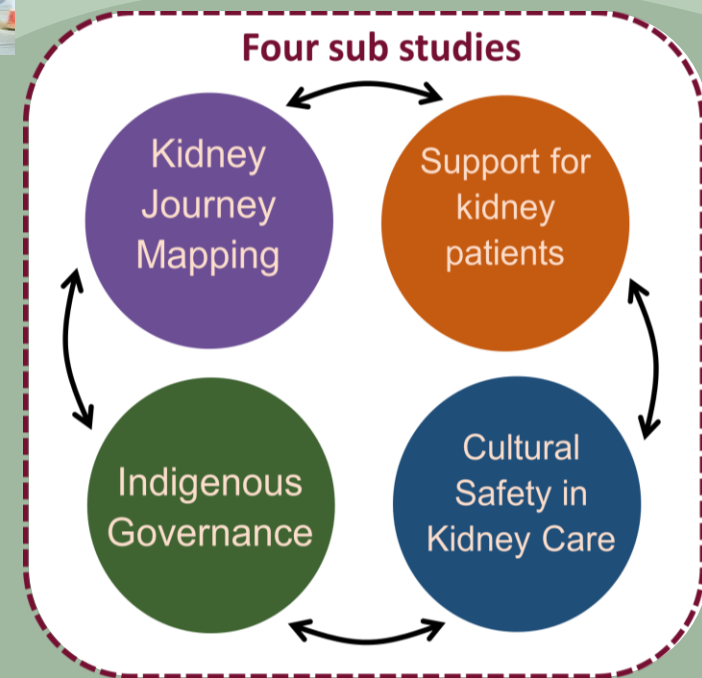 Four sub studies
Kidney
Journey
Mapping
Support for
kidney
patients
Indigenous
Governance
Cultural
Safety in
Kidney Care